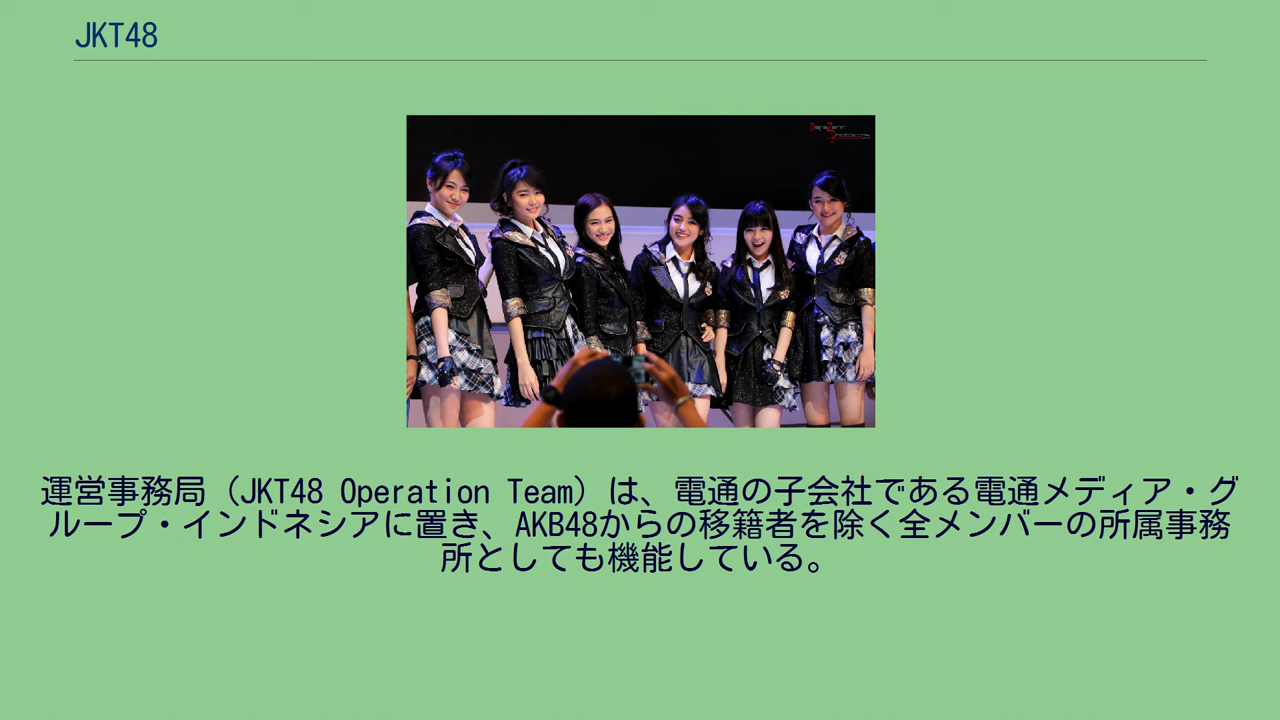 JKT48
運営事務局（JKT48 Operation Team）は、電通の子会社である電通メディア・グ
ループ・インドネシアに置き、AKB48からの移籍者を除く全メンバーの所属事務
所としても機能している。